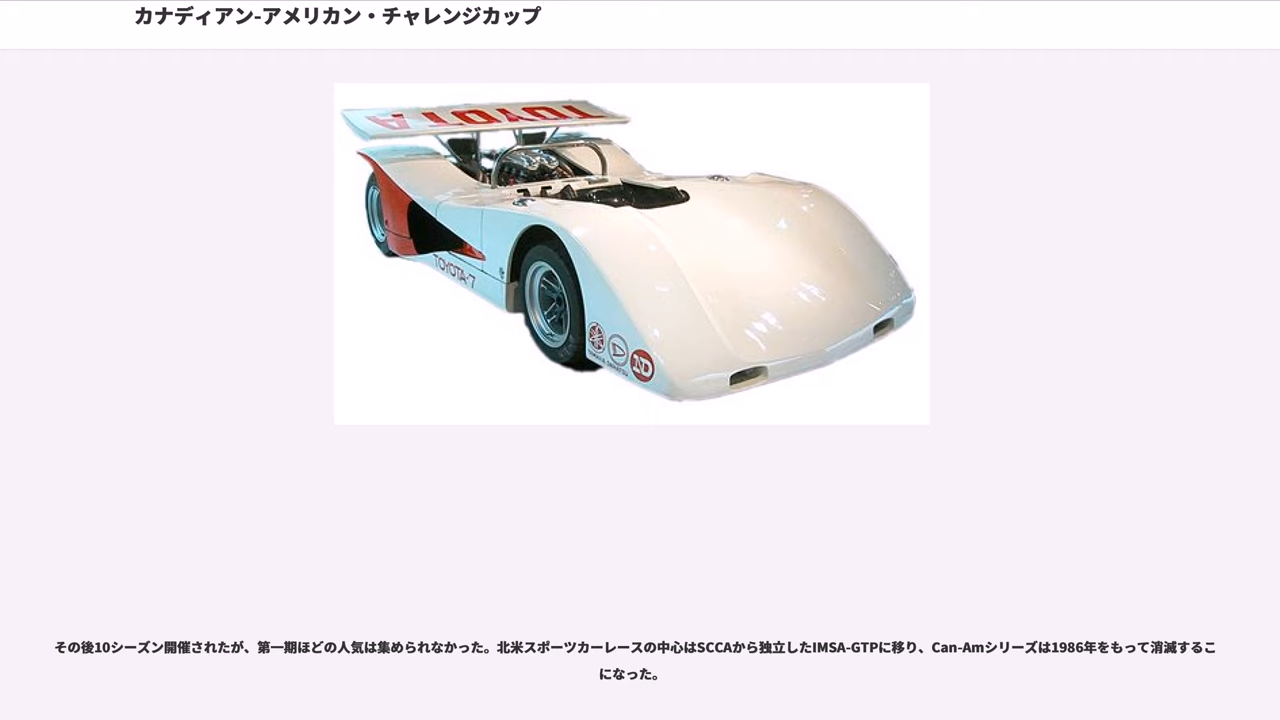 カナディアン-アメリカン・チャレンジカップ
TOYOTA
TOYOTA-7
ND
その後10シーズン開催されたが、第一期ほどの人気は集められなかった。北米スポーツカーレースの中心はSCCAから独立したIMSA-GTPに移り、Can-Amシリーズは1986年をもって消滅するこ
になった。